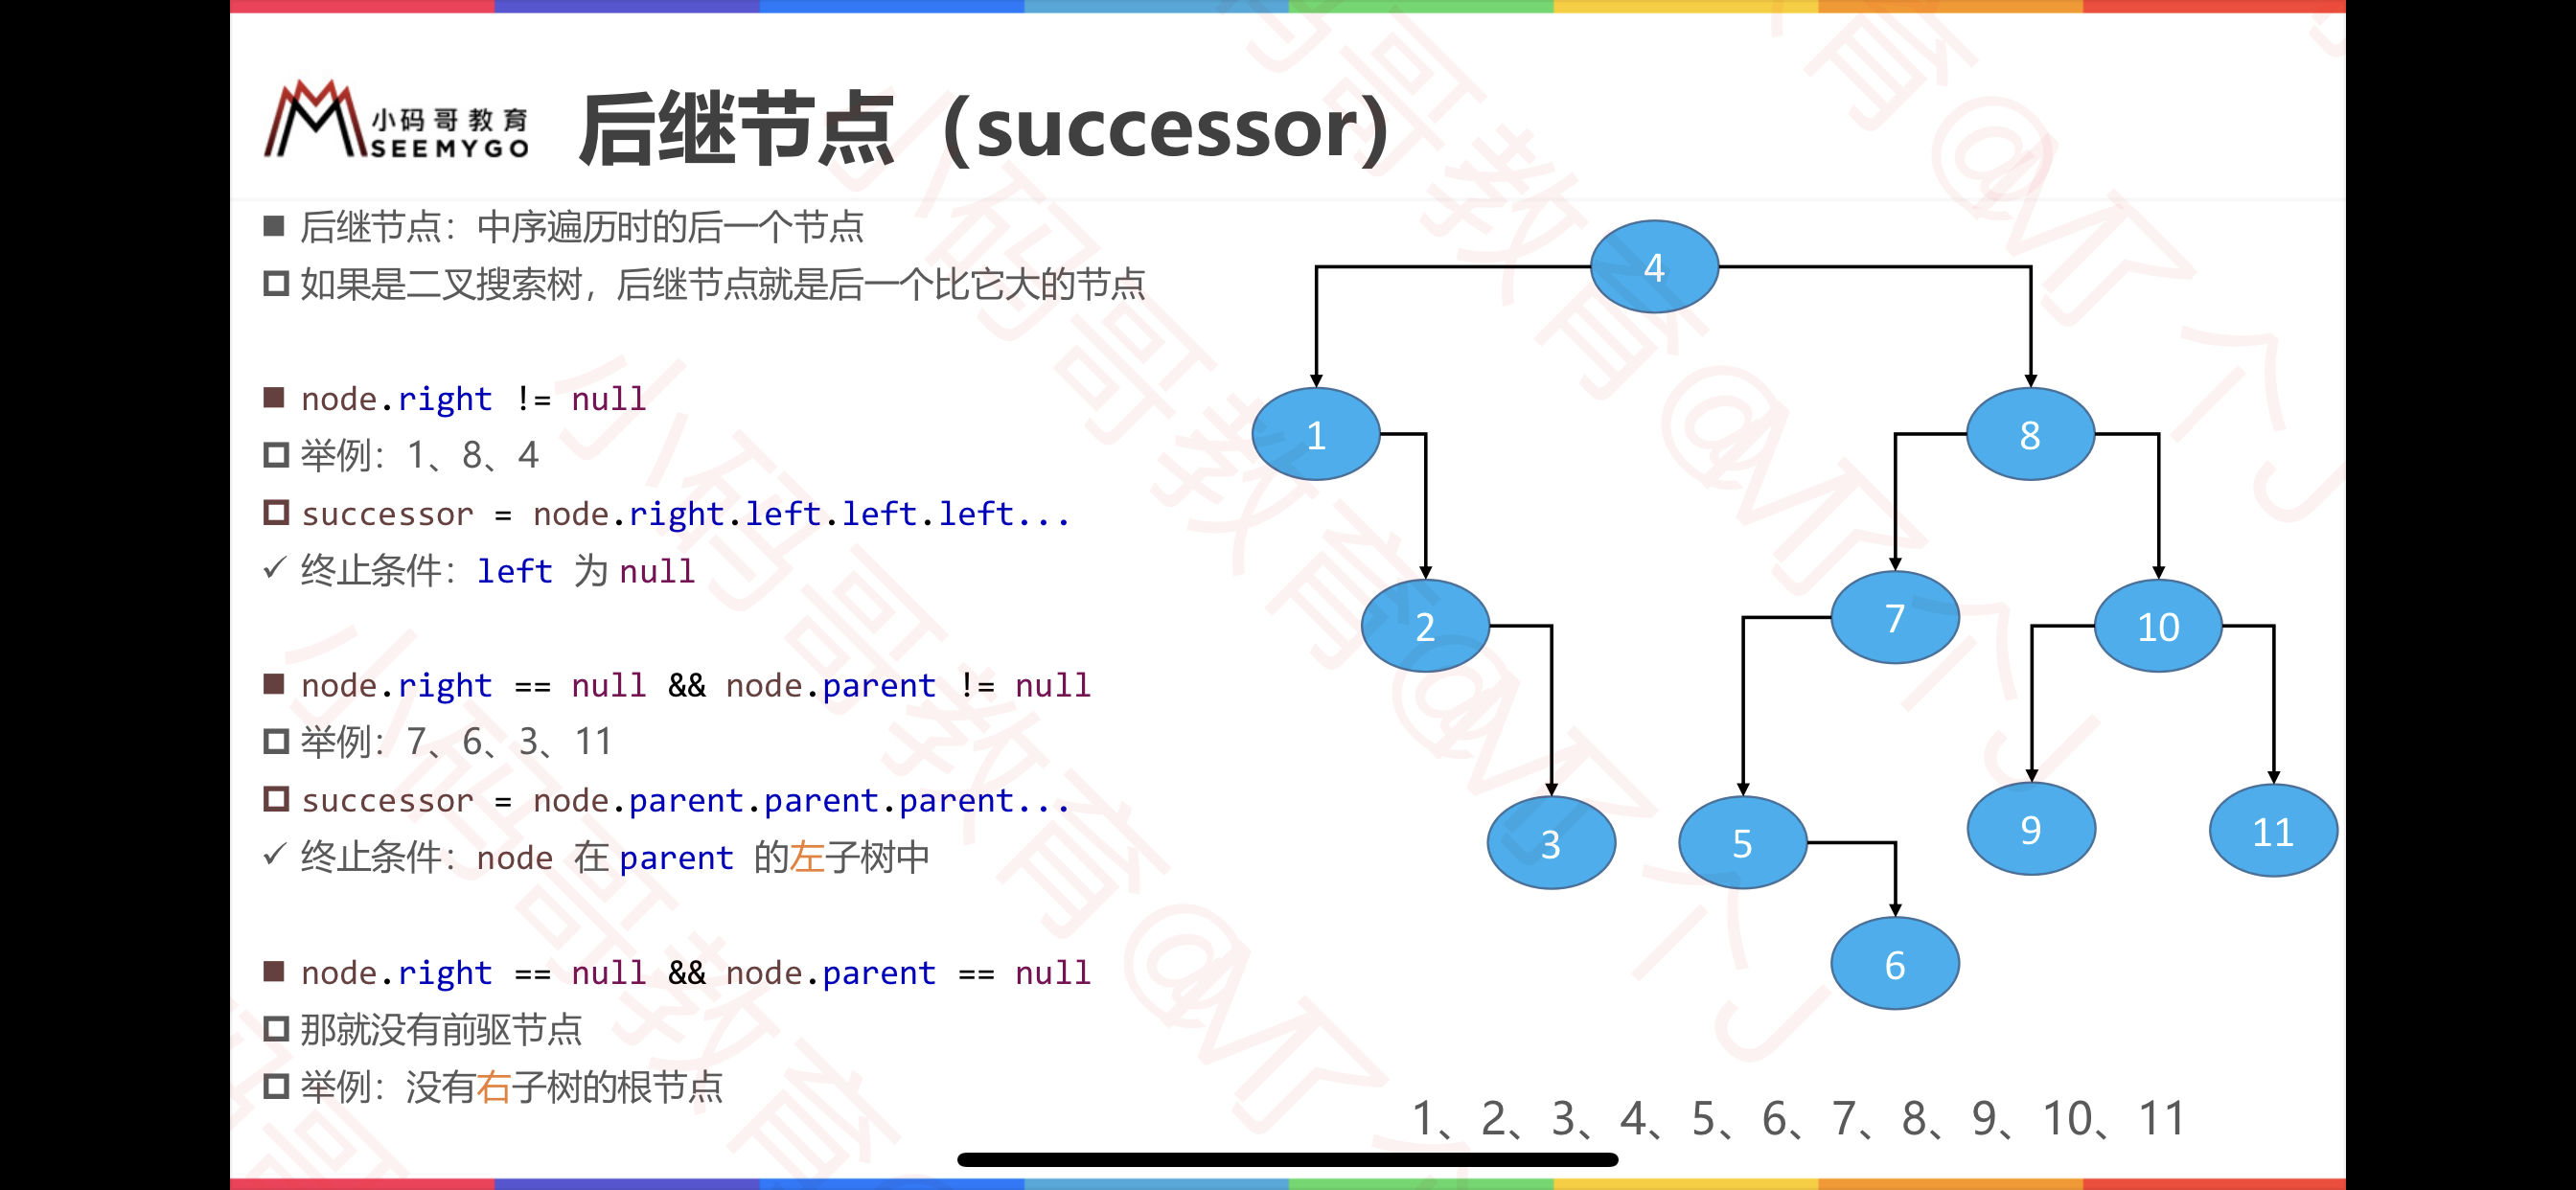 小码哥教育
SEEMYGO
后继节点（successor）
后继节点：中序遍历时的后一个节点
如果是二叉搜索树，后继节点就是后一个比它大的节点
node.right != null
举例：1、8、4
successor = node.right.left.left.left...
终止条件：left 为 null
node.right == null && node.parent != null
举例：7、6、3、11
successor = node.parent.parent.parent...
终止条件：node 在 parent 的左子树中
node.right == null && node.parent == null
那就没有前驱节点
举例：没有右子树的根节点
4
1
8
2
7
10
3
5
9
11
6
1、2、3、4、5、6、7、8、9、10、11